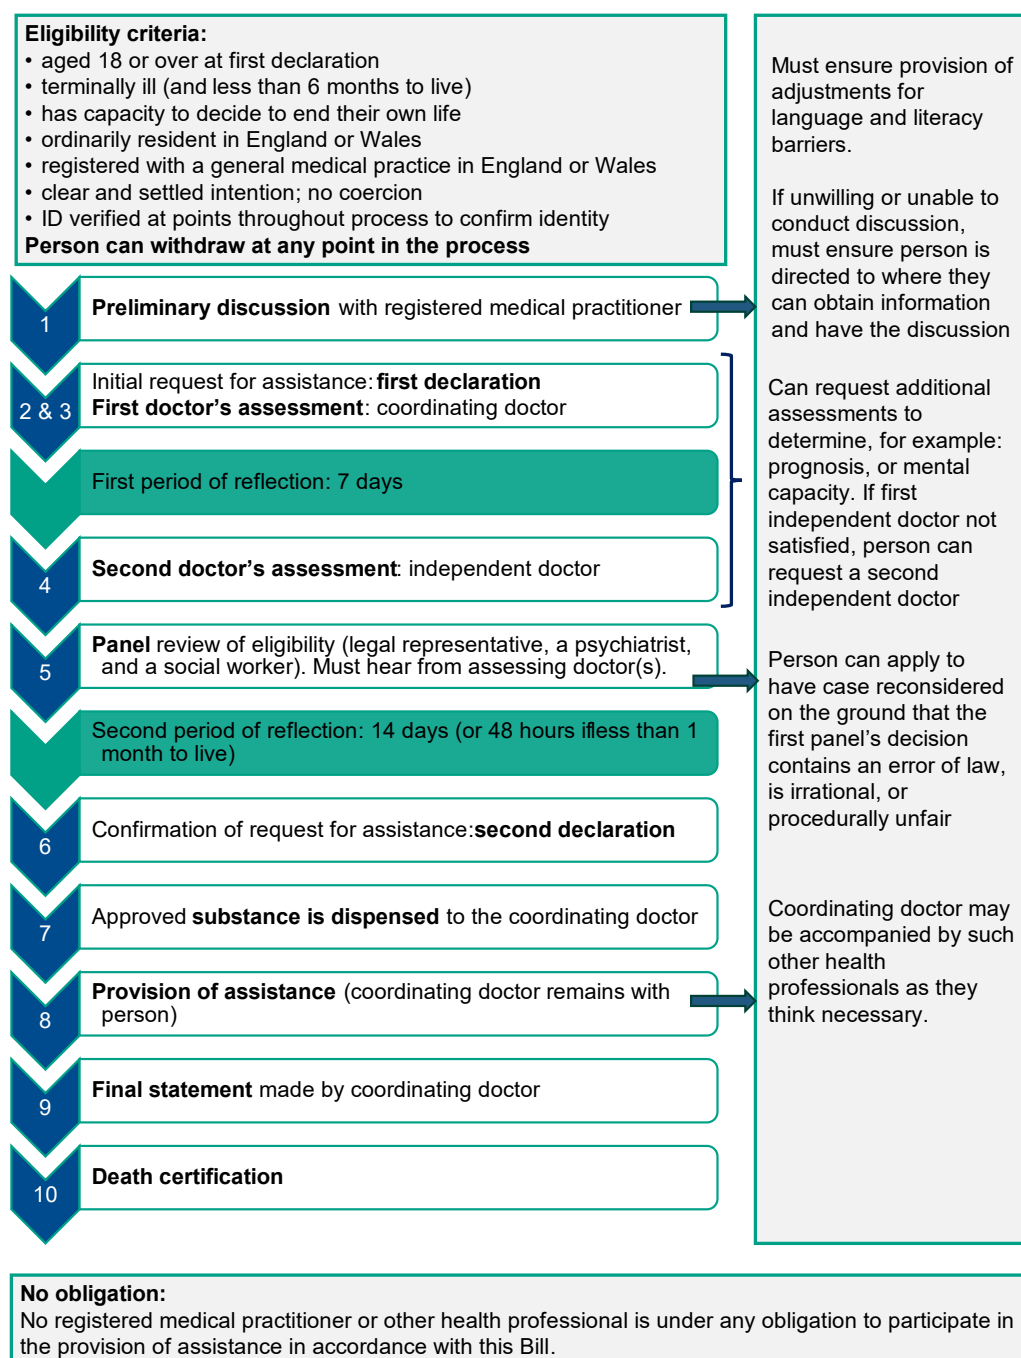 Eligibility criteria:
• aged 18 or over at first declaration
• terminally ill (and less than 6 months to live)
• has capacity to decide to end their own life
• ordinarily resident in England or Wales
• registered with a general medical practice in England or Wales
• clear and settled intention; no coercion
• ID verified at points throughout process to confirm identity
Person can withdraw at any point in the process
1
Preliminary discussion with registered medical practitioner
2 & 3
Initial request for assistance: first declaration
First doctor's assessment: coordinating doctor
First period of reflection: 7 days
4
Second doctor's assessment: independent doctor
5
Panel review of eligibility (legal representative, a psychiatrist,
and a social worker). Must hear from assessing doctor(s).
Second period of reflection: 14 days (or 48 hours if less than 1
month to live)
6
Confirmation of request for assistance: second declaration
7
Approved substance is dispensed to the coordinating doctor
8
Provision of assistance (coordinating doctor remains with
person)
9
Final statement made by coordinating doctor
10
Death certification
Must ensure provision of
adjustments for
language and literacy
barriers.
If unwilling or unable to
conduct discussion,
must ensure person is
directed to where they
can obtain information
and have the discussion
Can request additional
assessments to
determine, for example:
prognosis, or mental
capacity. If first
independent doctor not
satisfied, person can
request a second
independent doctor
Person can apply to
have case reconsidered
on the ground that the
first panel's decision
contains an error of law,
is irrational, or
procedurally unfair
Coordinating doctor may
be accompanied by such
other health
professionals as they
think necessary.
No obligation:
No registered medical practitioner or other health professional is under any obligation to participate in
the provision of assistance in accordance with this Bill.